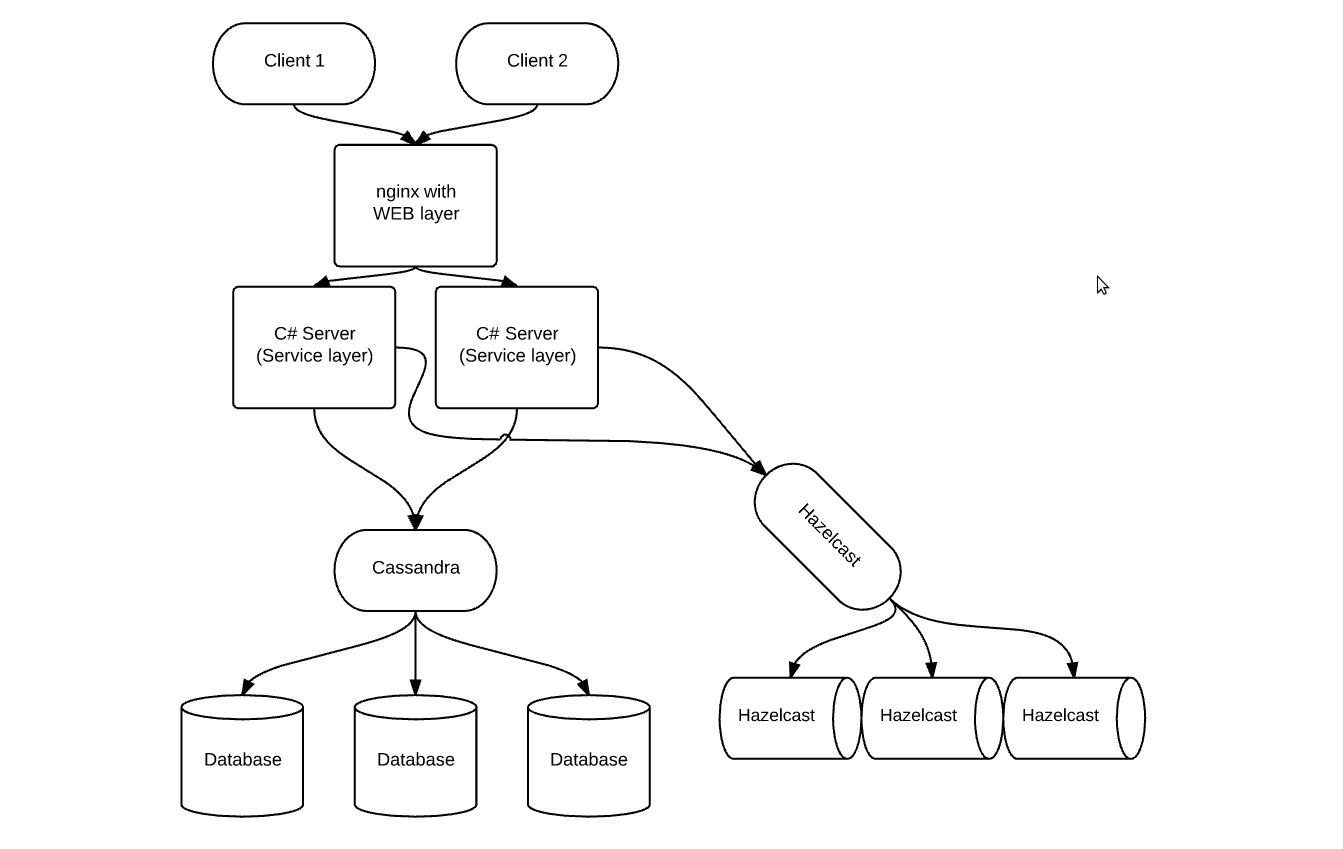 Client 1
Client 2
nginx with
WEB layer
C# Server
(Service layer)
C# Server
(Service layer)
Hazelcast
Cassandra
Database
Database
Database
Hazelcast
Hazelcast
Hazelcast